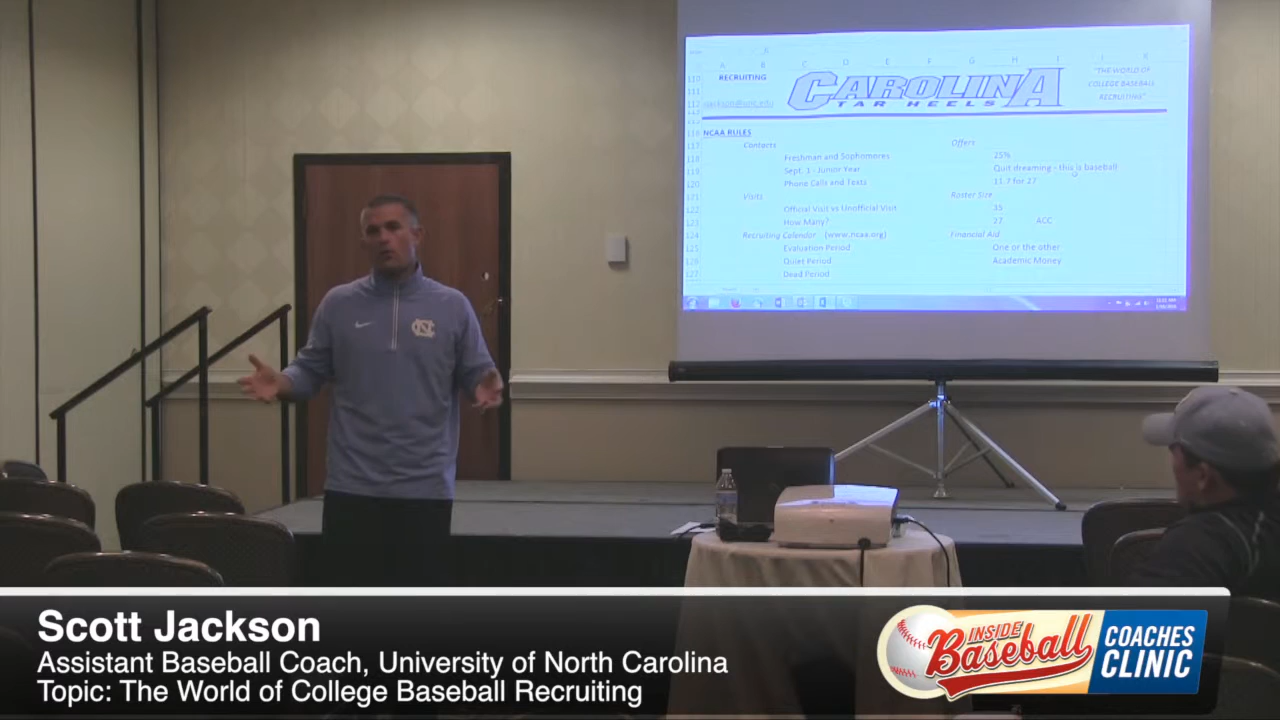 RECRUITING
CAROLINA
TAR HEELS
"THE WORLD OF
COLLEGE BASEBALL
RECRUITING"
NCAA RULES
Contacts
Offers
Freshman and Sophomores
25%
Sept. 1 - Junior Year
Quit dreaming - this is baseball
Phone Calls and Texts
11.7 for 27
Visits
Roster Size
Official Visit vs Unofficial Visit
35
How Many?
27
ACC
Recruiting Calendar (www.ncaa.org)
Financial Aid
Evaluation Period
One or the other
Quiet Period
Academic Money
Dead Period
NC
Scott Jackson
Assistant Baseball Coach, University of North Carolina
Topic: The World of College Baseball Recruiting
INSIDE
Baseball
COACHES
CLINIC